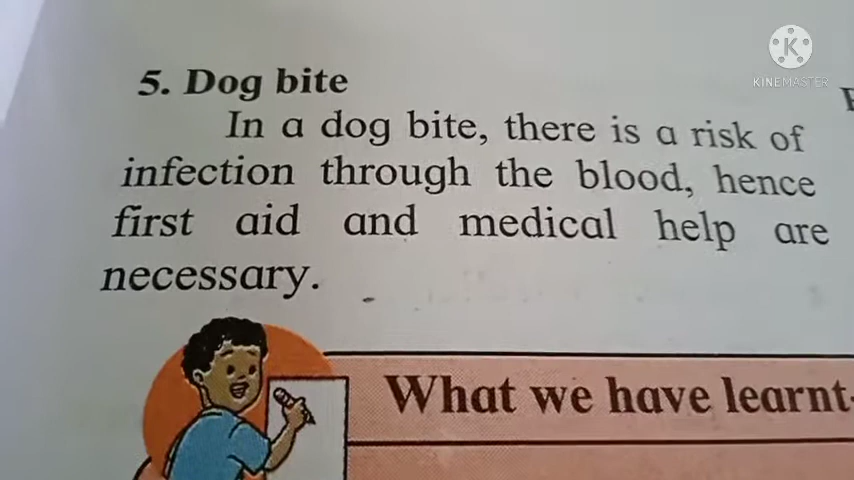 KINEMASTER
5. Dog bite
In a dog bite, there is a risk of
infection through the blood, hence
first aid and medical help are
necessary.
What we have learnt-